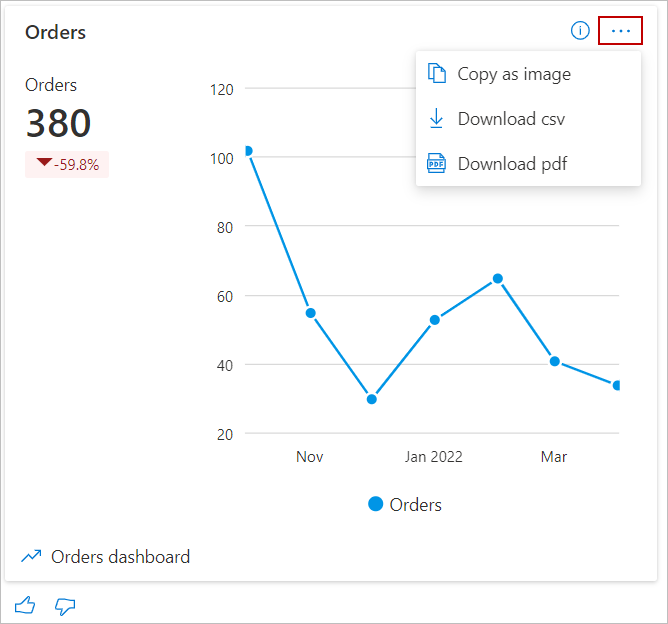 Orders
Orders
380
-59.8%
Copy as image
Download csv
PDF
Download pdf
120
100
80
60
40
20
Nov
Jan 2022
Mar
Orders
Orders dashboard